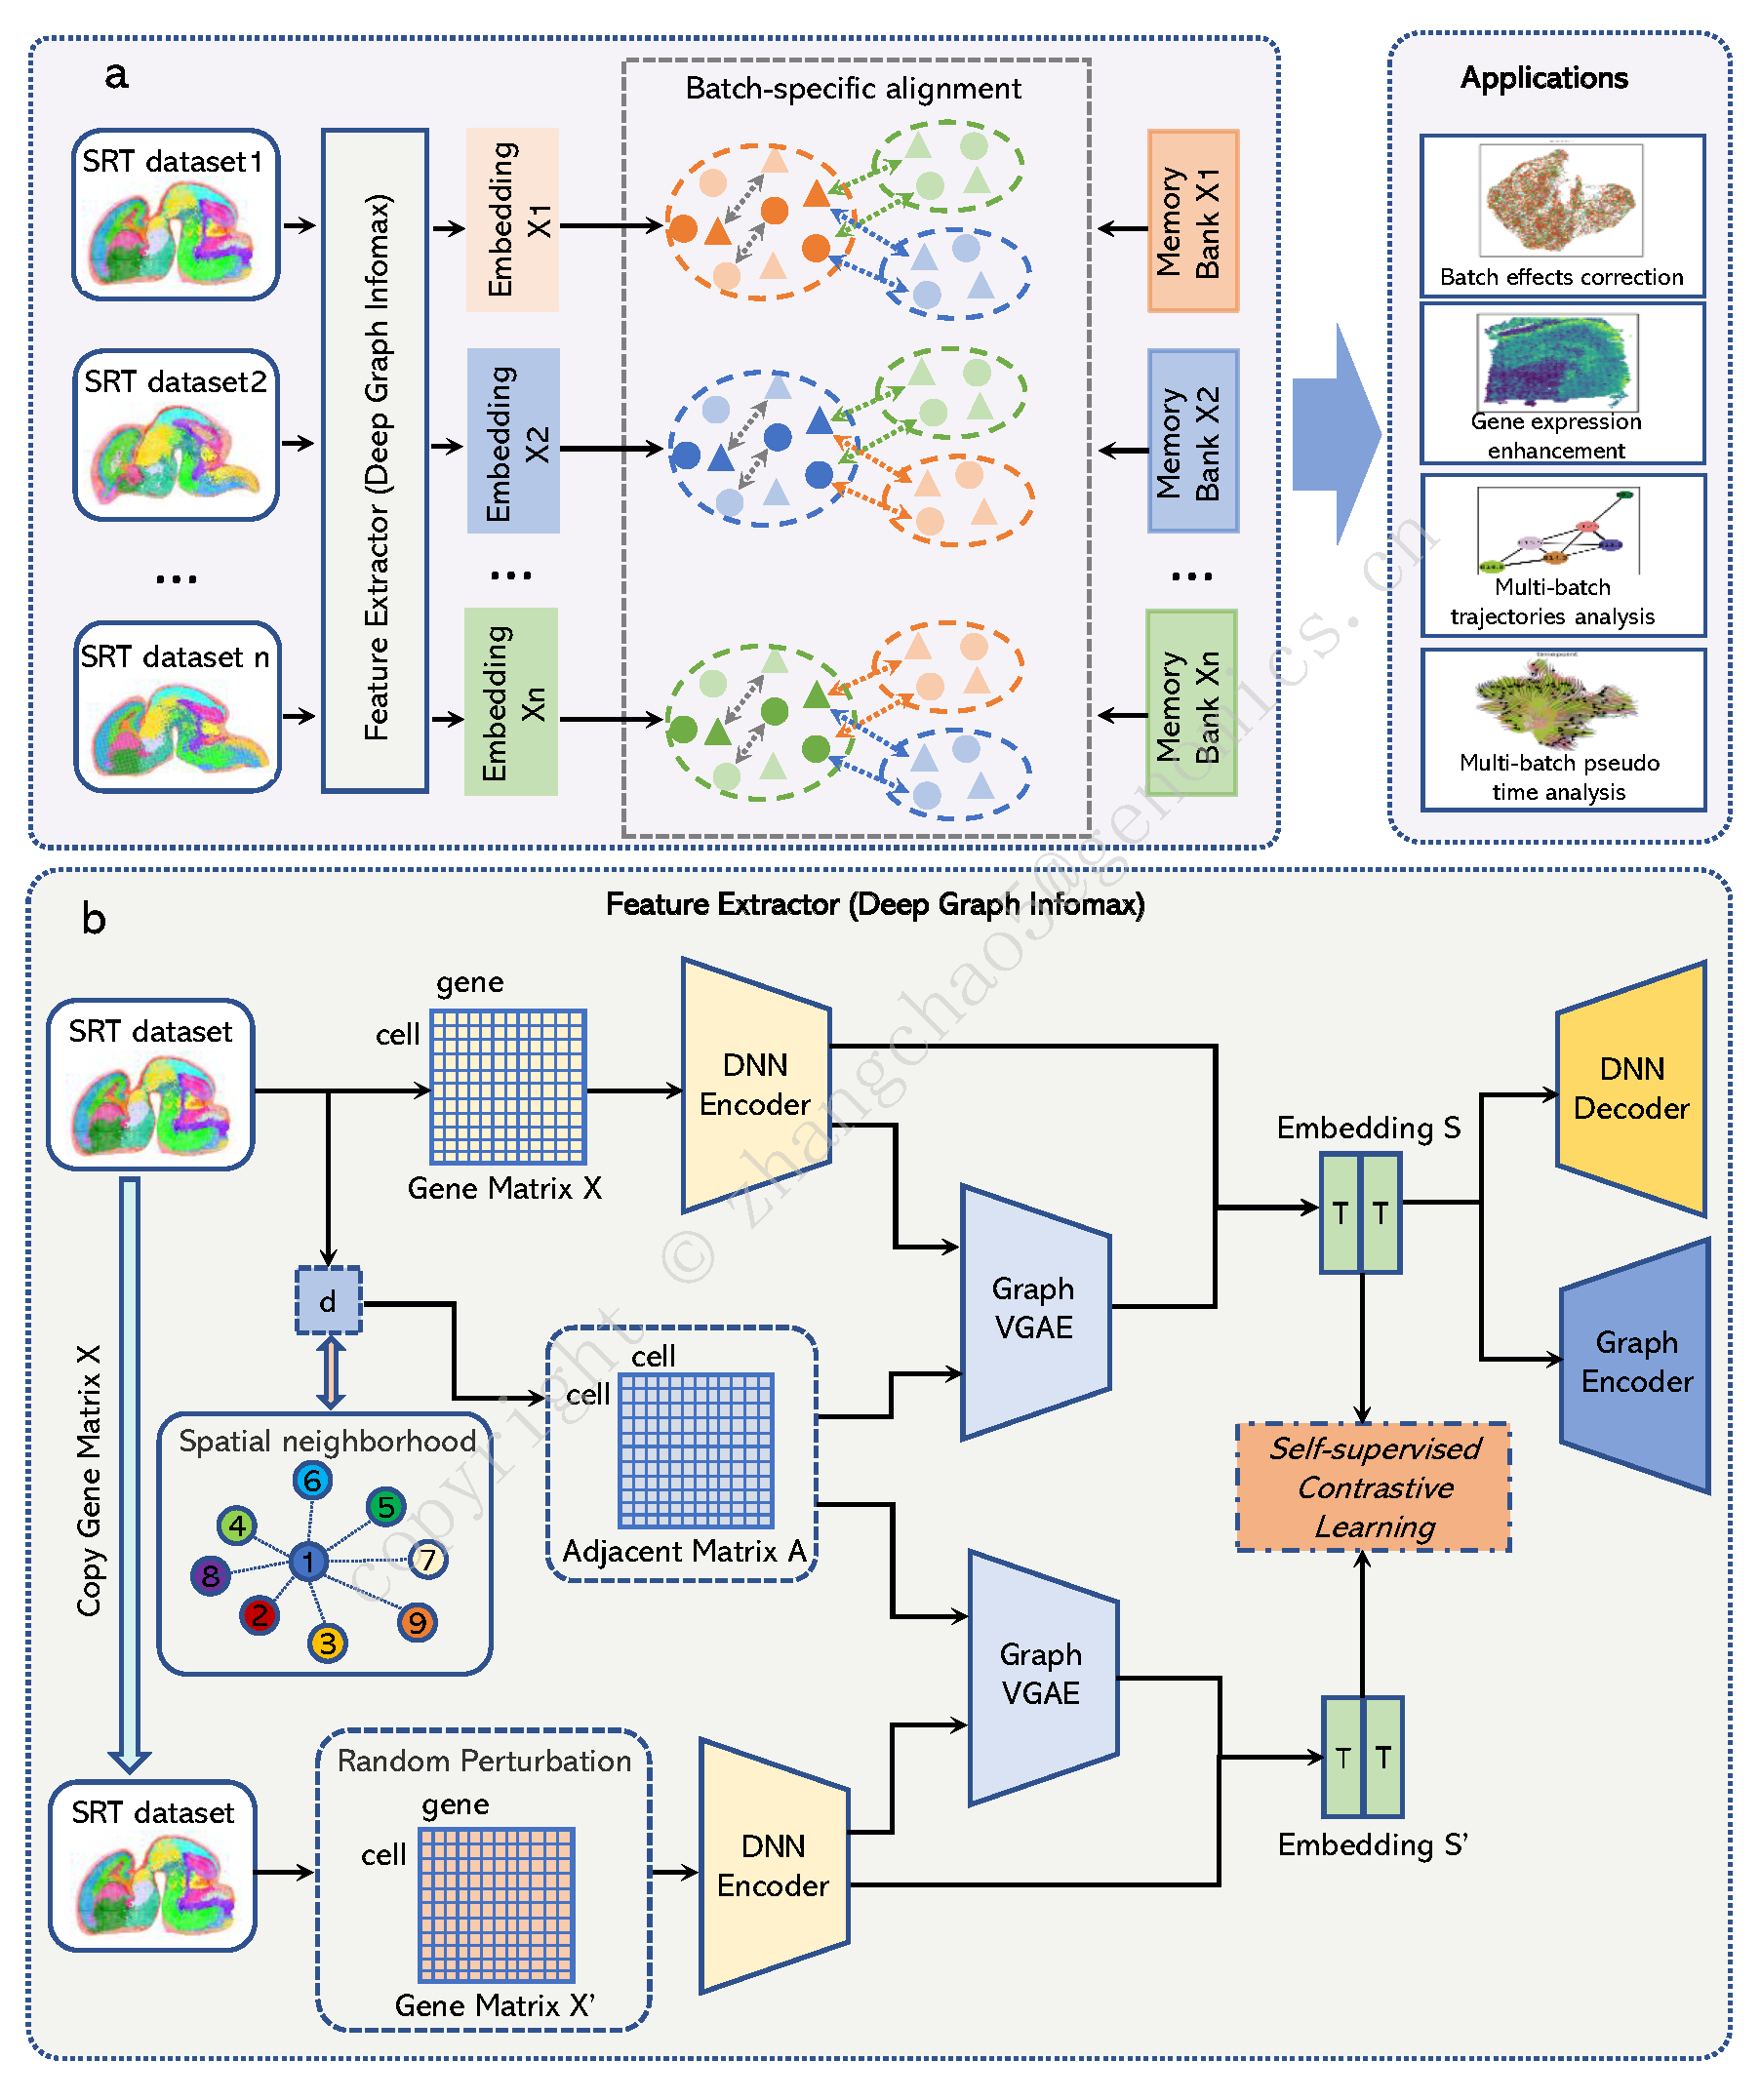 a
Batch-specific alignment
SRT dataset1
SRT dataset2
...
SRT dataset n
Feature Extractor (Deep Graph Infomax)
Embedding
X1
Embedding
X2
...
Embedding
Xn
Memory
Bank X1
Memory
Bank X2
...
Memory
Bank Xn
Applications
Batch effects correction
Gene expression
enhancement
Multi-batch
trajectories analysis
timepoint
Multi-batch pseudo
time analysis
b
Feature Extractor (Deep Graph Infomax)
SRT dataset
gene
cell
Gene Matrix X
DNN
Encoder
d
Copy Gene Matrix X
Spatial neighborhood
6
5
4
7
1
8
2
9
3
cell
cell
Adjacent Matrix A
Graph
VGAE
Embedding S
T T
DNN
Decoder
Graph
Encoder
Self-supervised
Contrastive
Learning
Graph
VGAE
SRT dataset
Random Perturbation
gene
cell
Gene Matrix X’
DNN
Encoder
T T
Embedding S’
copyright © zhangchao5@genomics.cn